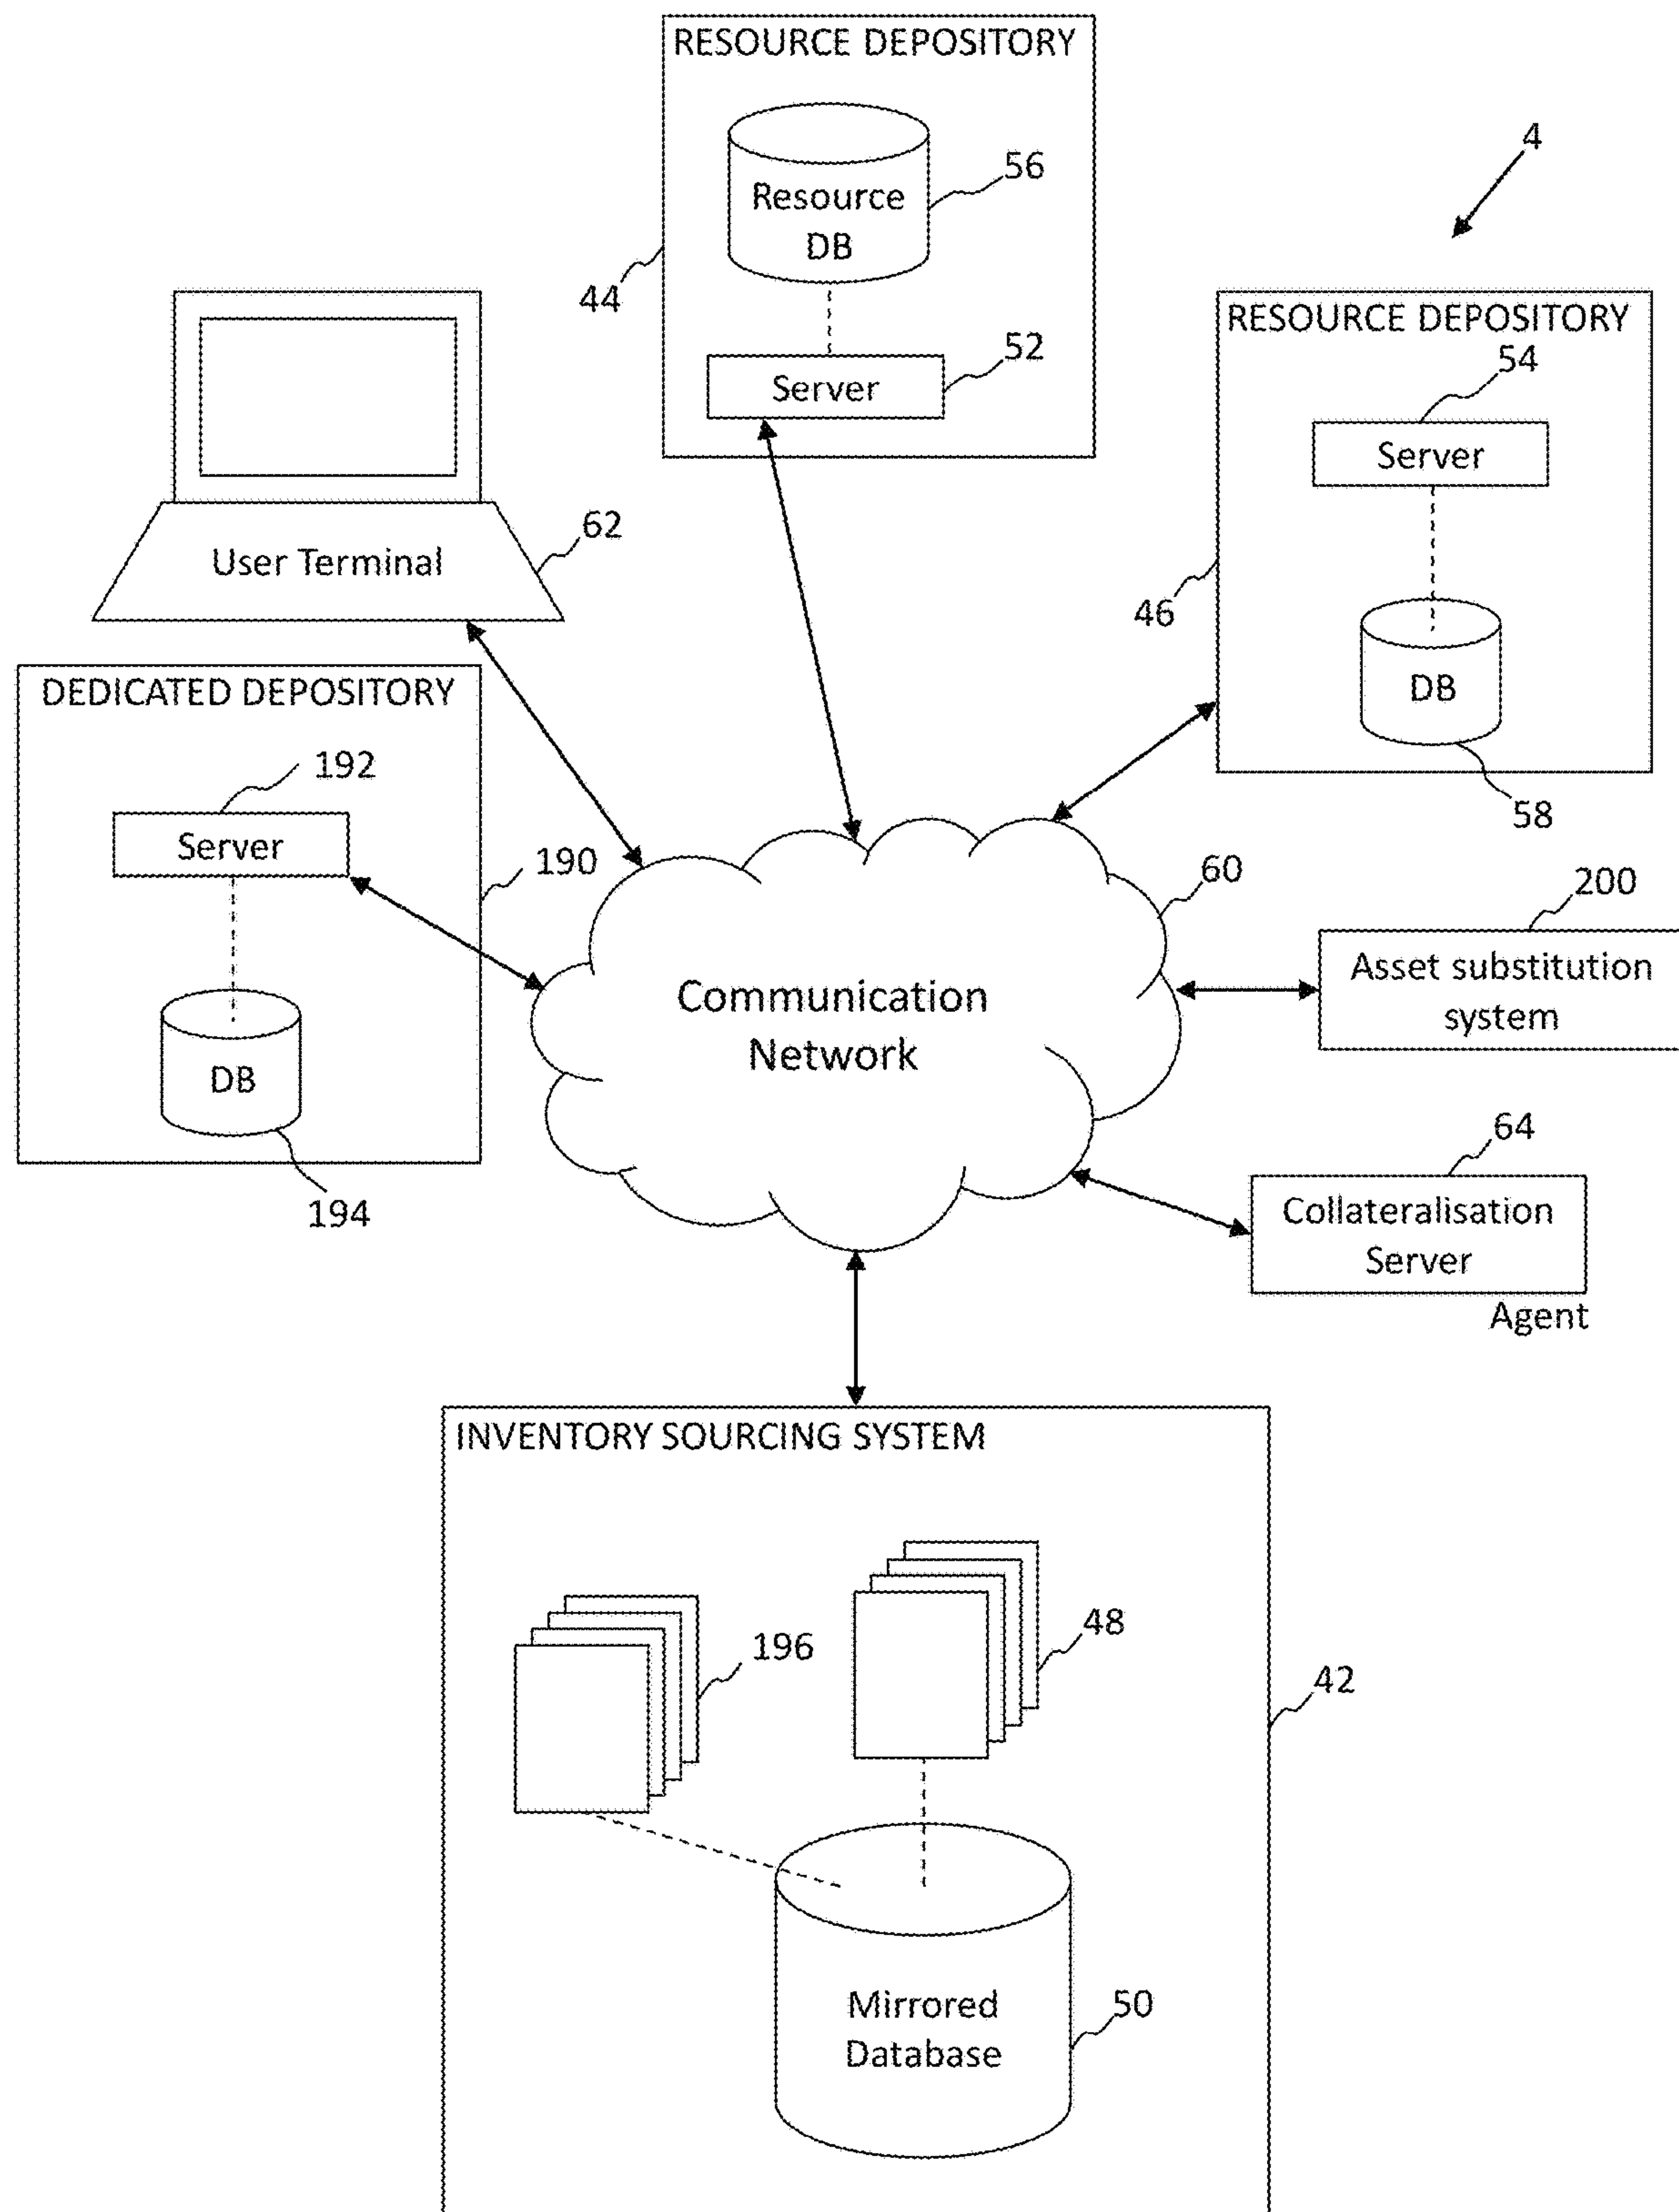 RESOURCE DEPOSITORY
56
Resource
DB
44
52
Server
4
RESOURCE DEPOSITORY
54
Server
46
DB
58
62
User Terminal
DEDICATED DEPOSITORY
192
Server
190
DB
194
60
Communication
Network
200
Asset substitution
system
64
Collateralisation
Server
Agent
INVENTORY SOURCING SYSTEM
196
48
42
Mirrored
Database
50